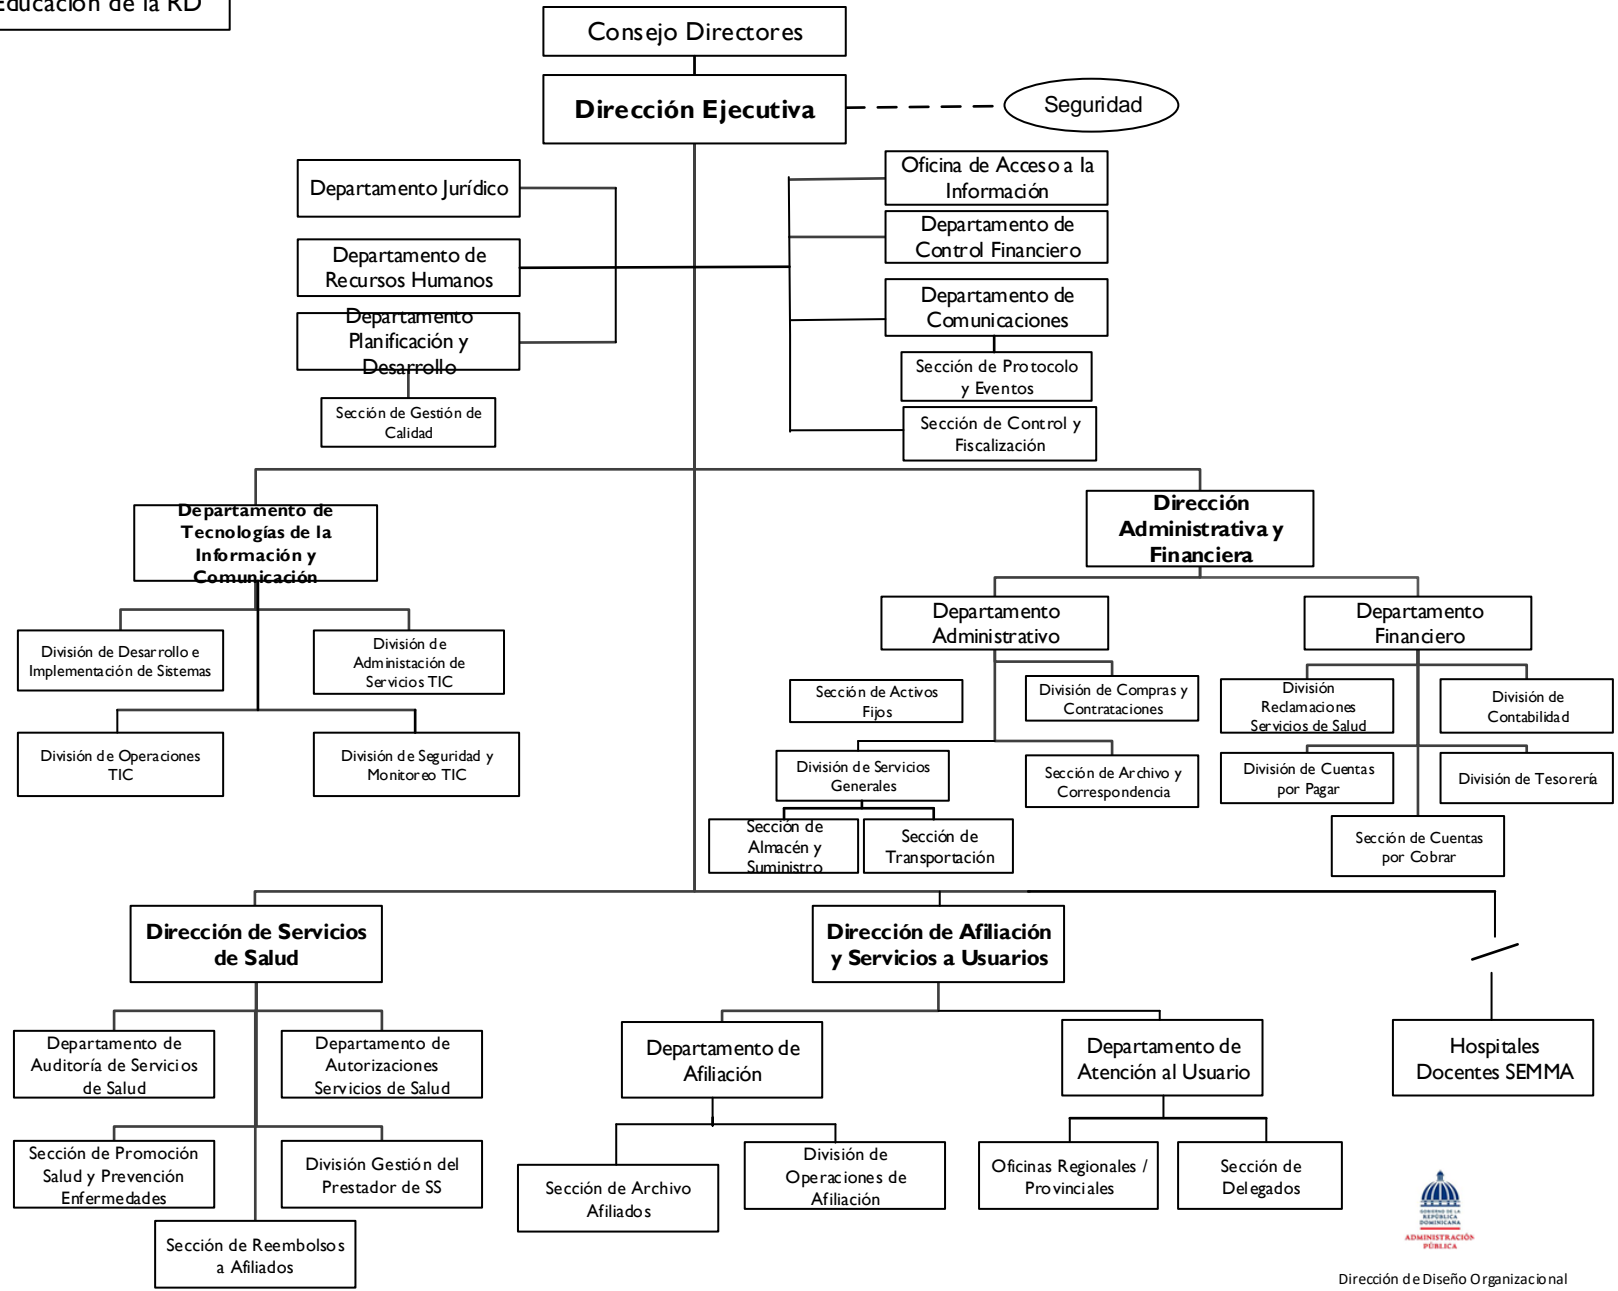 Educación de la RD
Consejo Directores
Dirección Ejecutiva
Seguridad
Departamento Jurídico
Oficina de Acceso a la
Información
Departamento de
Control Financiero
Departamento de
Recursos Humanos
Departamento de
Comunicaciones
Departamento
Planificación y
Desarrollo
Sección de Protocolo
y Eventos
Sección de Gestión de
Calidad
Sección de Control y
Fiscalización
Departamento de
Tecnologías de la
Información y
Comunicación
Dirección
Administrativa y
Financiera
División de Desarrollo e
Implementación de Sistemas
División de
Administación de
Servicios TIC
División de Operaciones
TIC
División de Seguridad y
Monitoreo TIC
Departamento
Administrativo
Departamento
Financiero
Sección de Activos
Fijos
División de Compras y
Contrataciones
División
Reclamaciones
Servicios de Salud
División de
Contabilidad
División de Servicios
Generales
Sección de Archivo y
Correspondencia
División de Cuentas
por Pagar
División de Tesorería
Sección de
Almacén y
Suministro
Sección de
Transportación
Sección de Cuentas
por Cobrar
Dirección de Servicios
de Salud
Dirección de Afiliación
y Servicios a Usuarios
Departamento de
Auditoría de Servicios
de Salud
Departamento de
Autorizaciones
Servicios de Salud
Departamento de
Afiliación
Departamento de
Atención al Usuario
Hospitales
Docentes SEMMA
Sección de Promoción
Salud y Prevención
Enfermedades
División Gestión del
Prestador de SS
Sección de Archivo
Afiliados
División de
Operaciones de
Afiliación
Oficinas Regionales /
Provinciales
Sección de
Delegados
Sección de Reembolsos
a Afiliados
GOBIERNO DE LA
REPÚBLICA
DOMINICANA
ADMINISTRACIÓN
PÚBLICA
Dirección de Diseño Organizacional